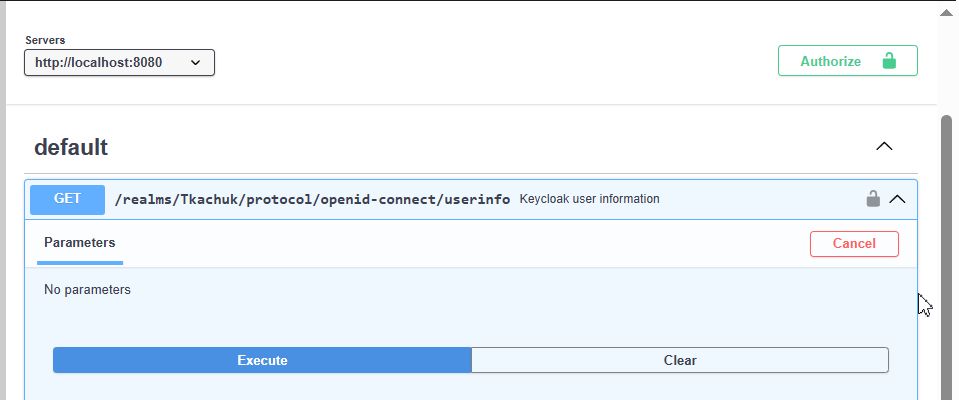 Servers
http://localhost:8080
Authorize
default
GET /realms/Tkachuk/protocol/openid-connect/userinfo Keycloak user information
Parameters
Cancel
No parameters
Execute
Clear